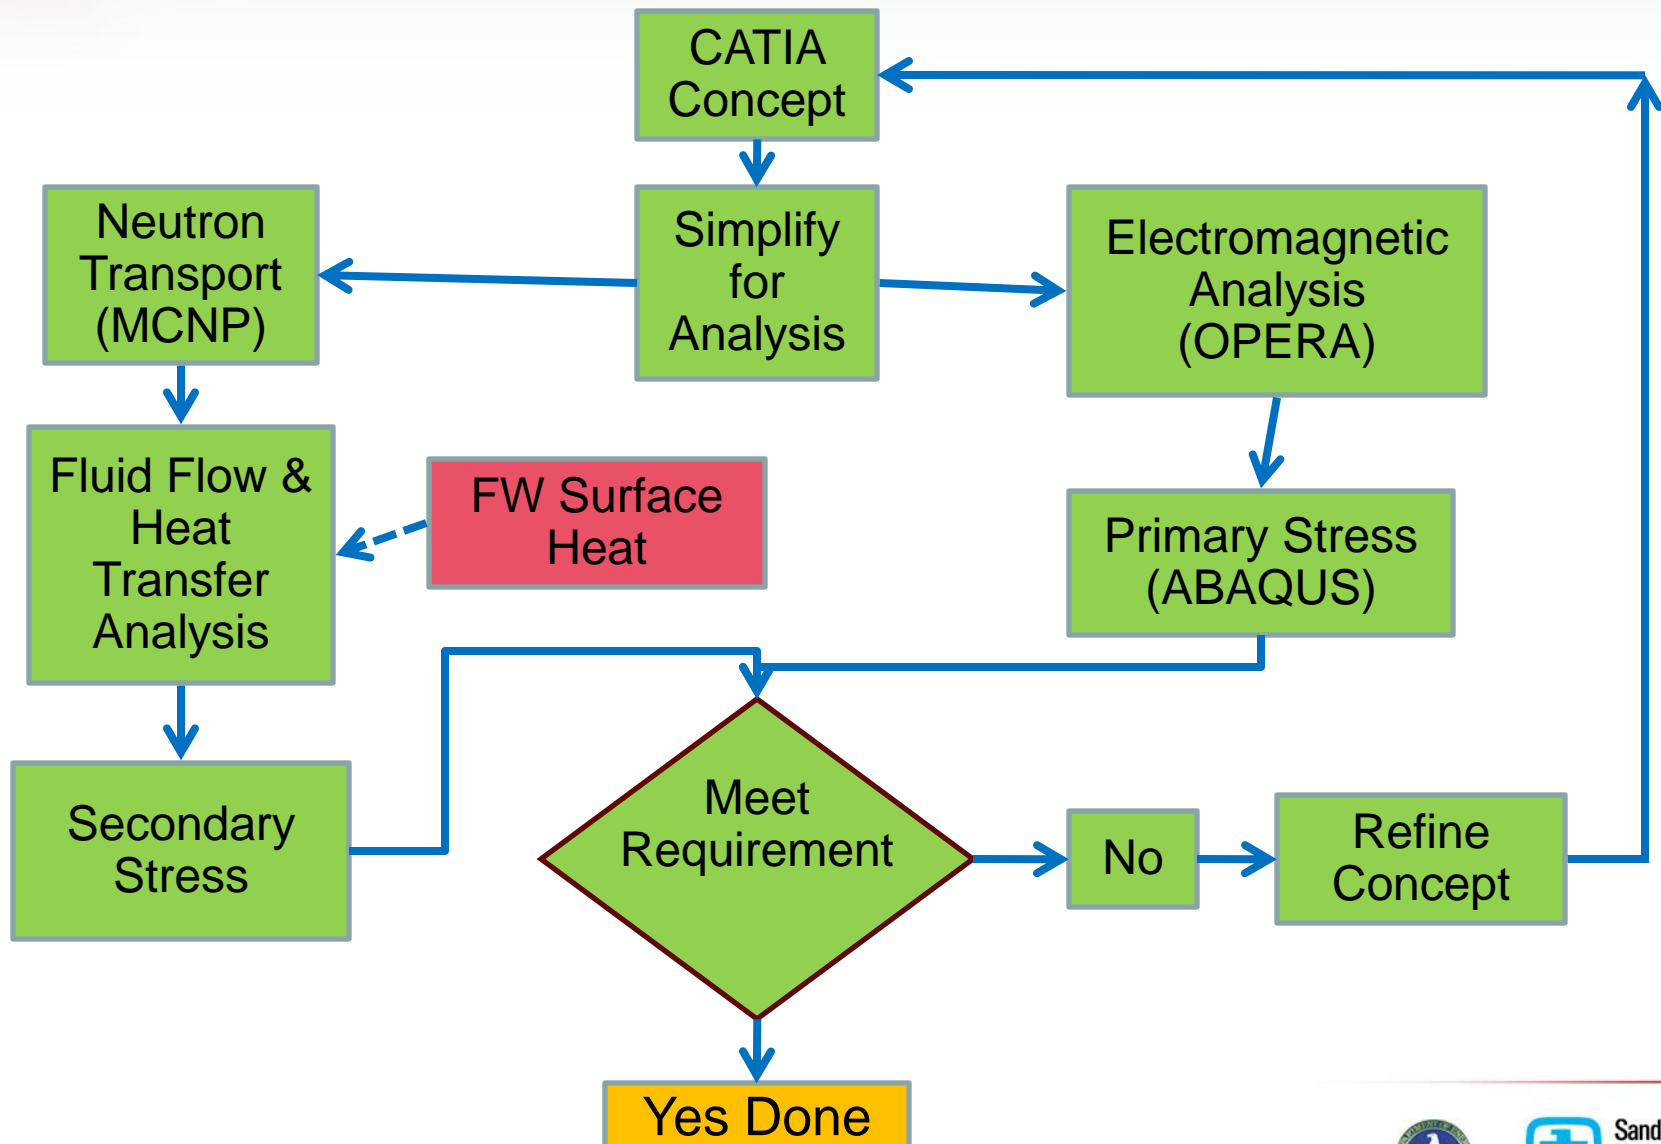 CATIA
Concept
Neutron
Transport
(MCNP)
Simplify
for
Analysis
Electromagnetic
Analysis
(OPERA)
Fluid Flow &
Heat
Transfer
Analysis
FW Surface
Heat
Primary Stress
(ABAQUS)
Secondary
Stress
Meet
Requirement
No
Refine
Concept
Yes Done